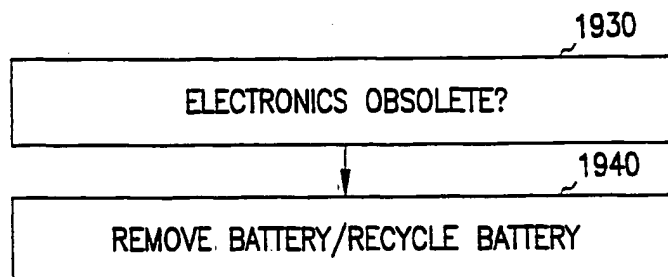 1930
ELECTRONICS OBSOLETE?
1940
REMOVE BATTERY/RECYCLE BATTERY